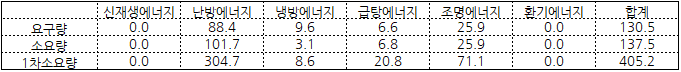 신재생에너지 난방에너지 냉방에너지 급탕에너지 조명에너지 환기에너지 합계
요구량 0.0 88.4 9.6 6.6 25.9 0.0 130.5
소요량 0.0 101.7 3.1 6.8 25.9 0.0 137.5
1차소요량 0.0 304.7 8.6 20.8 71.1 0.0 405.2